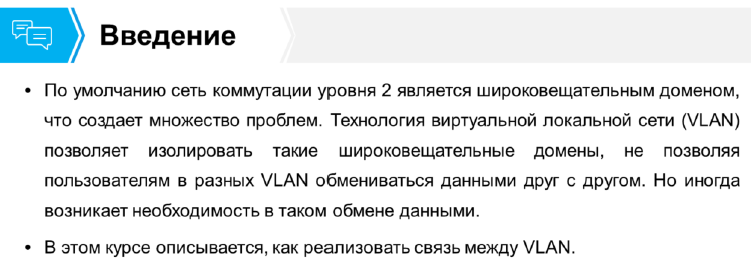 Введение
• По умолчанию сеть коммутации уровня 2 является широковещательным доменом,
что создает множество проблем. Технология виртуальной локальной сети (VLAN)
позволяет изолировать такие широковещательные домены, не позволяя
пользователям в разных VLAN обмениваться данными друг с другом. Но иногда
возникает необходимость в таком обмене данными.
• В этом курсе описывается, как реализовать связь между VLAN.